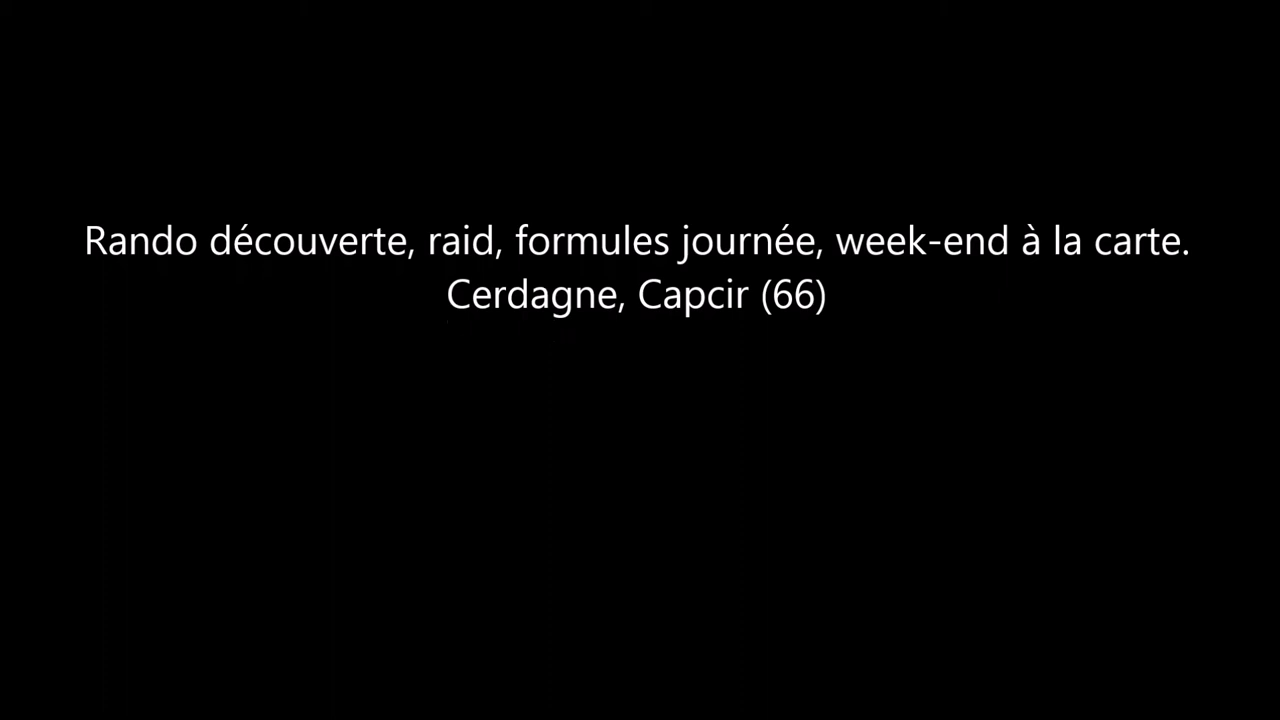 Rando découverte, raid, formules journée, week-end à la carte.
Cerdagne, Capcir (66)